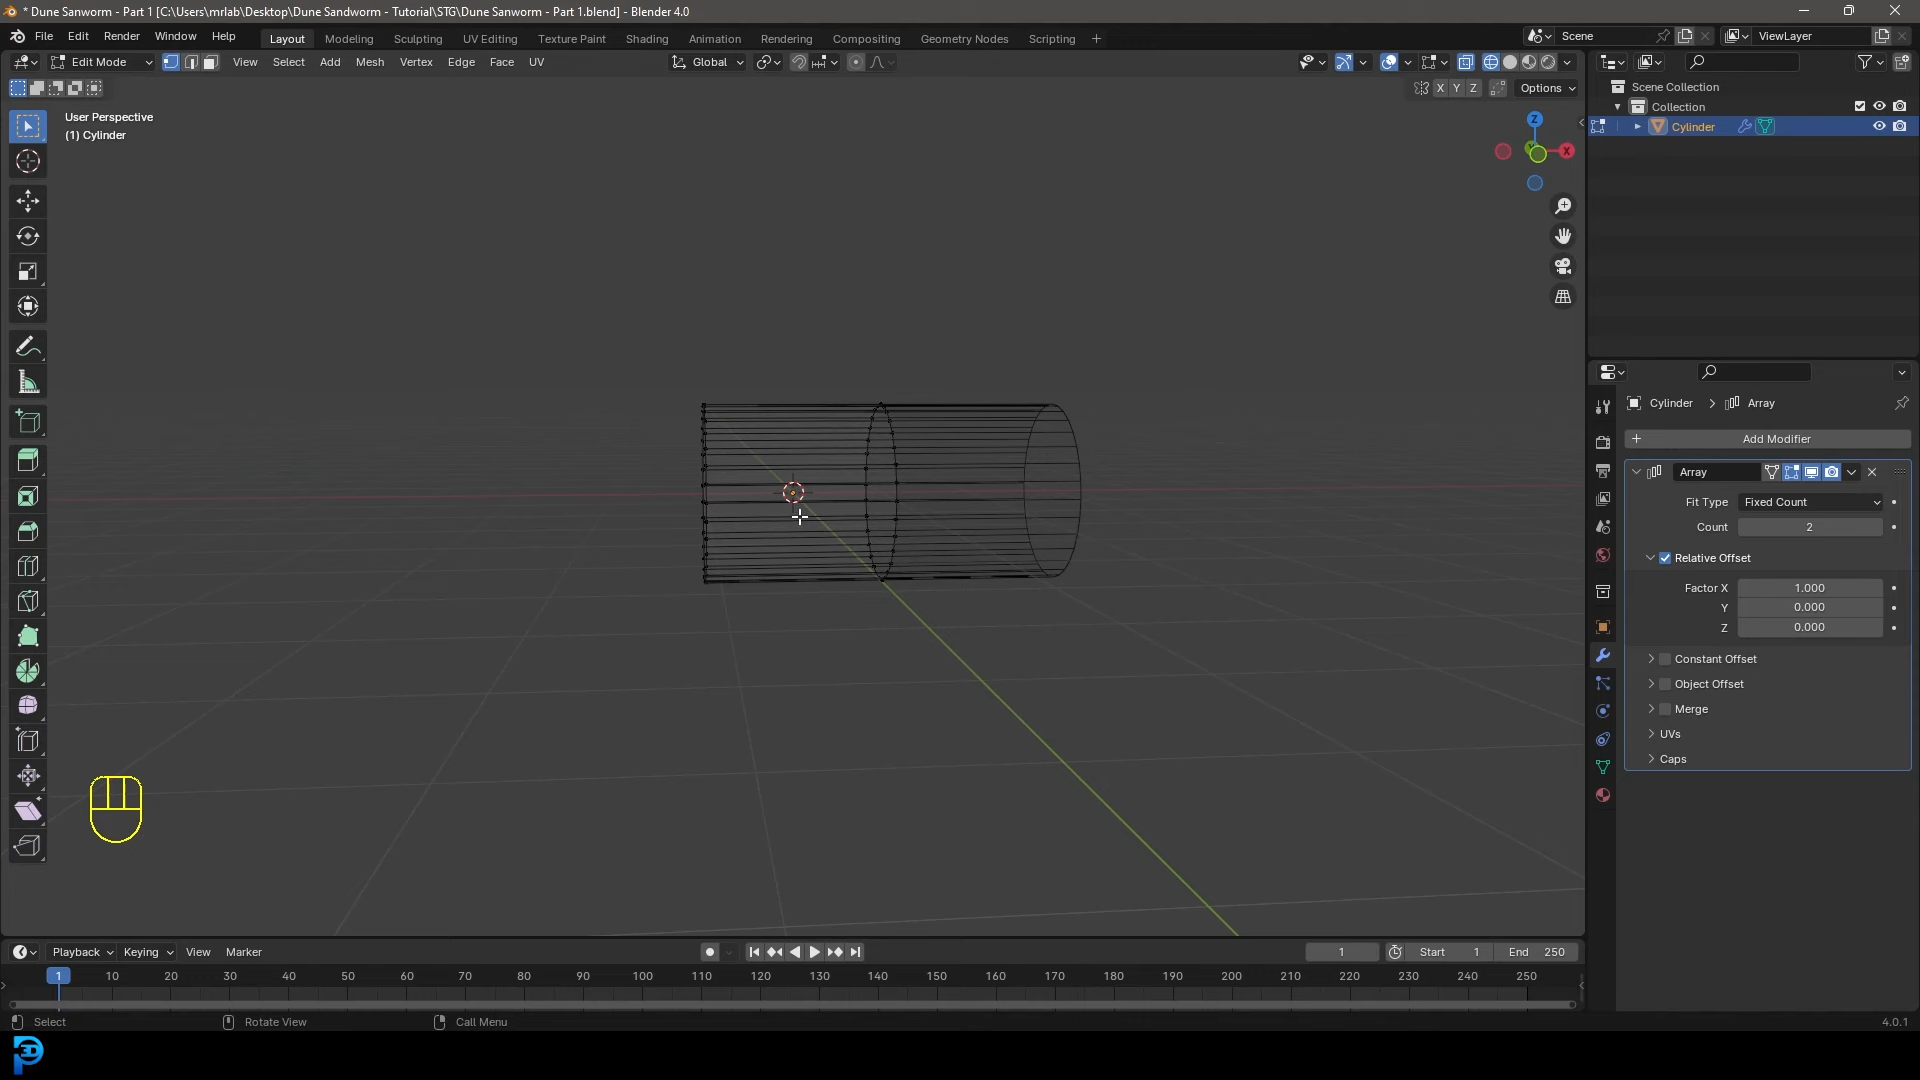 * Dune Sanworm - Part 1 [C:\Users\mrlab\Desktop\Dune Sandworm - Tutorial\STG\Dune Sanworm - Part 1.blend] - Blender 4.0
File Edit Render Window Help Layout Modeling Sculpting UV Editing Texture Paint Shading Animation Rendering Compositing Geometry Nodes Scripting + Scene ViewLayer
Edit Mode View Select Add Mesh Vertex Edge Face UV Global
X Y Z Options
User Perspective
(1) Cylinder
Z
X
Scene Collection
Collection
Cylinder
Cylinder > Array
+ Add Modifier
Array
Fit Type Fixed Count
Count 2
Relative Offset
Factor X 1.000
Y 0.000
Z 0.000
Constant Offset
Object Offset
Merge
UVs
Caps
Playback Keying View Marker 1 Start 1 End 250
1 10 20 30 40 50 60 70 80 90 100 110 120 130 140 150 160 170 180 190 200 210 220 230 240 250
Select Rotate View Call Menu 4.0.1
3D